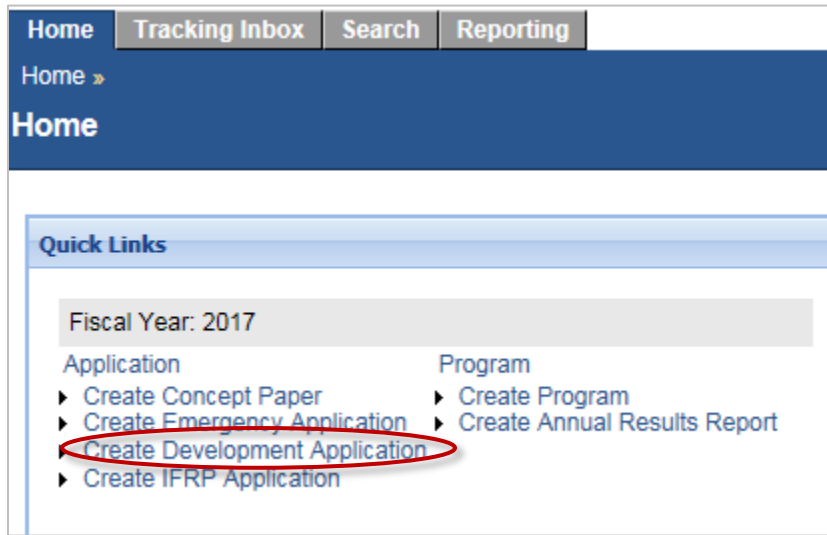 Home Tracking Inbox Search Reporting
Home »
Home
Quick Links
Fiscal Year: 2017
Application Program
Create Concept Paper Create Program
Create Emergency Application Create Annual Results Report
Create Development Application
Create IFRP Application